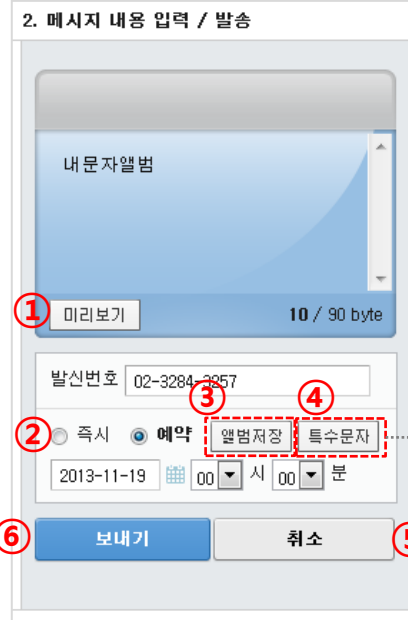 2. 메시지 내용 입력 / 발송
내문자앨범
① 미리보기 10 / 90 byte
발신번호 02-3284-3257
③ ④
② 즉시 예약 앨범저장 특수문자
2013-11-19 00 시 00 분
⑥ 보내기 취소 ⑤